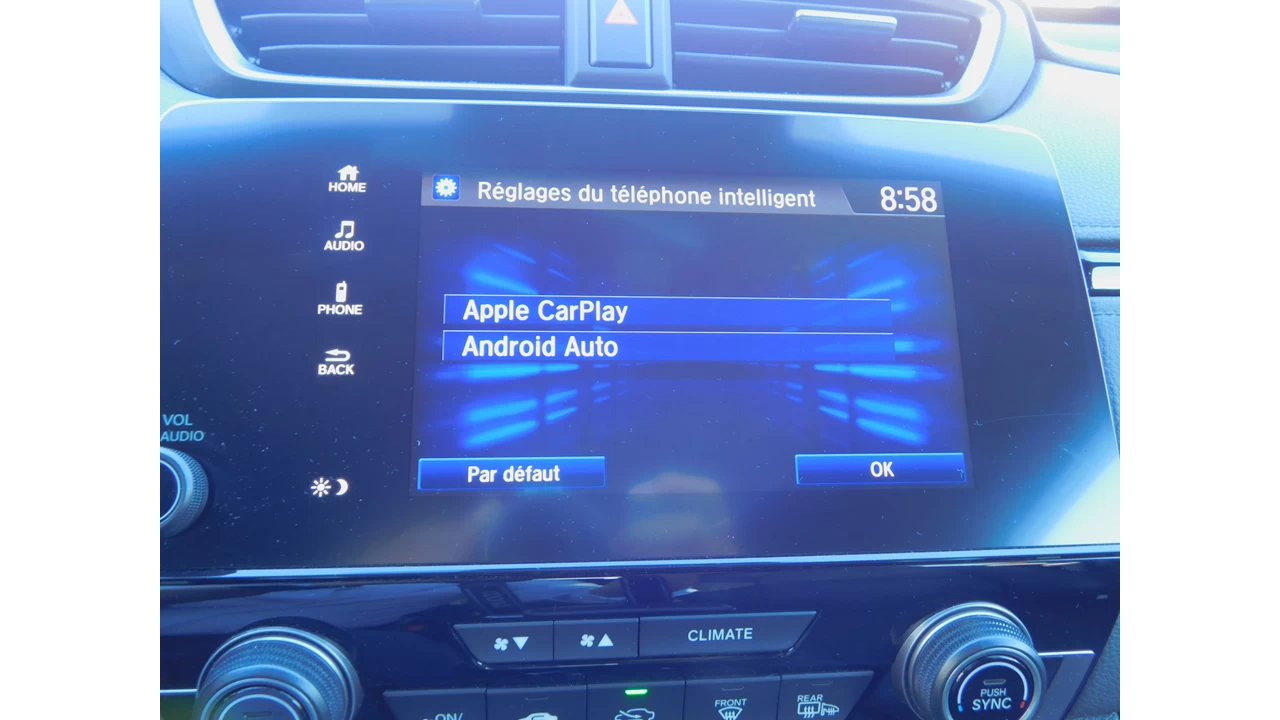 HOME
AUDIO
PHONE
BACK
VOL
AUDIO
Réglages du téléphone intelligent
8:58
Apple CarPlay
Android Auto
Par défaut
OK
CLIMATE
ON/
FRONT
REAR
PUSH
SYNC